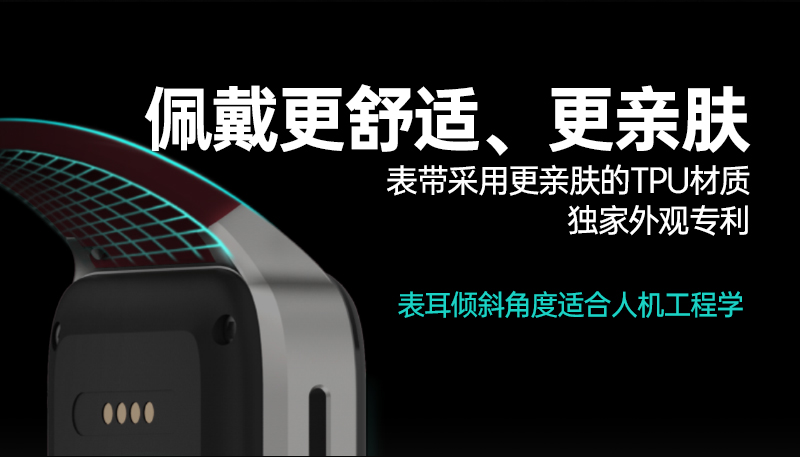 佩戴更舒适、更亲肤
表带采用更亲肤的TPU材质
独家外观专利
表耳倾斜角度适合人机工程学